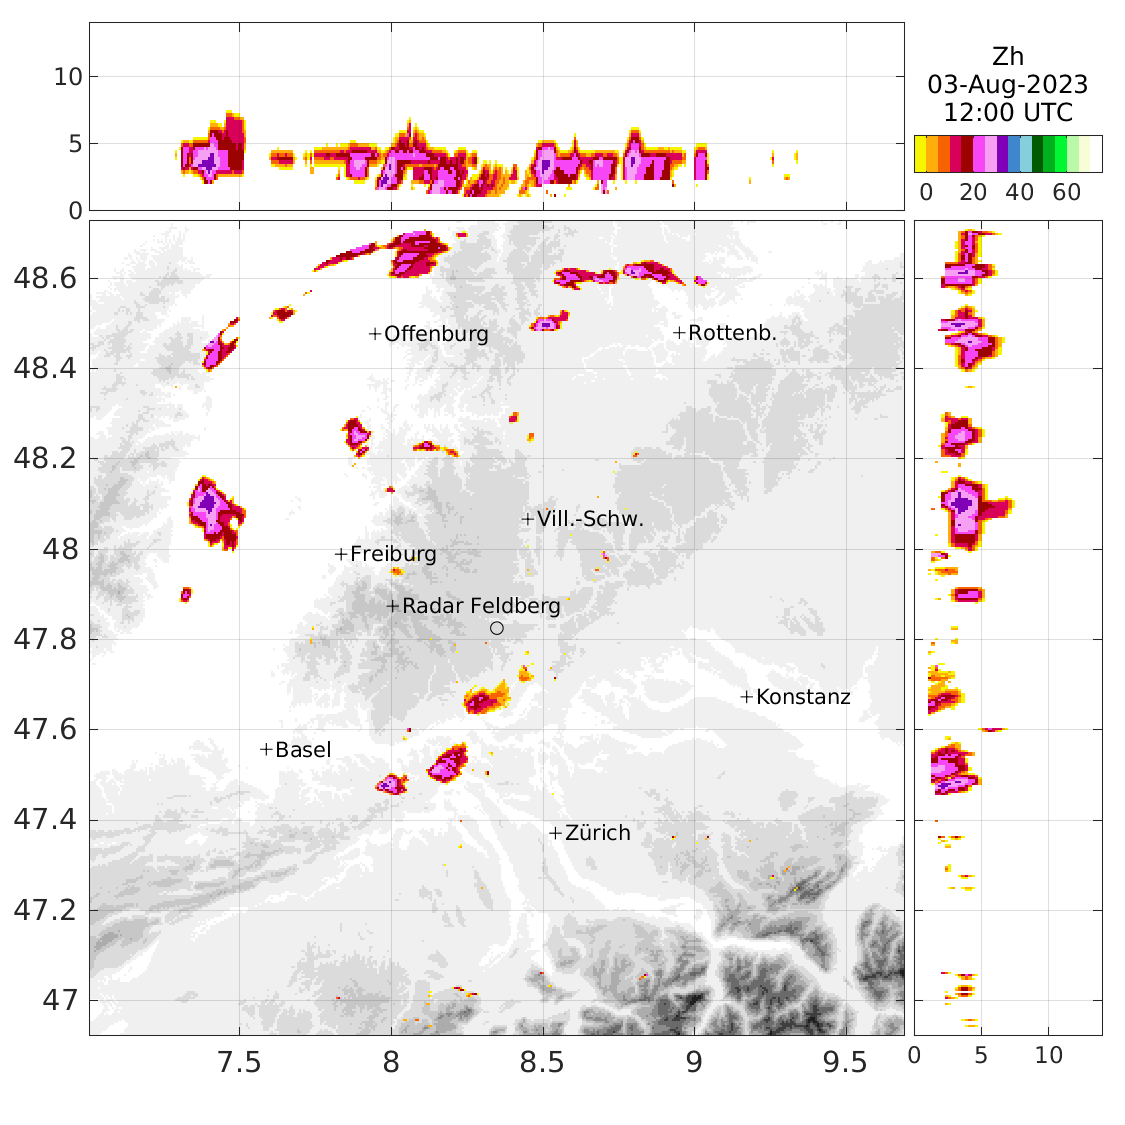 Zh
03-Aug-2023
12:00 UTC
0 20 40 60
10
5
0
48.6
48.4
48.2
48
47.8
47.6
47.4
47.2
47
+Offenburg
+Rottenb.
+Vill.-Schw.
+Freiburg
+Radar Feldberg
+Konstanz
+Basel
+Zürich
7.5 8 8.5 9 9.5
0 5 10